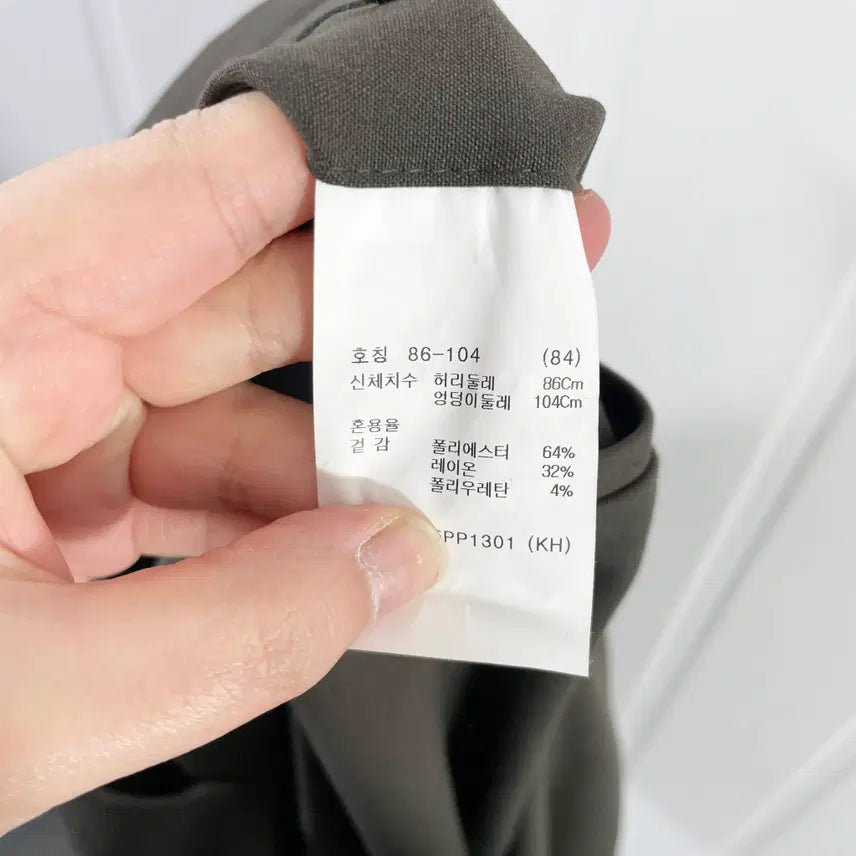 호칭 86-104 (84)
신체치수 허리둘레 86Cm
엉덩이둘레 104Cm
혼용율
겉 감 폴리에스터 64%
레이온 32%
폴리우레탄 4%
PP1301 (KH)